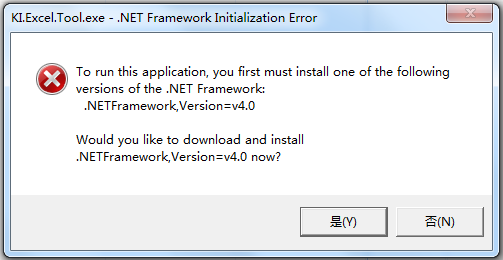 KI.Excel.Tool.exe - .NET Framework Initialization Error
To run this application, you first must install one of the following
versions of the .NET Framework:
.NETFramework,Version=v4.0
Would you like to download and install
.NETFramework,Version=v4.0 now?
是(Y)
否(N)